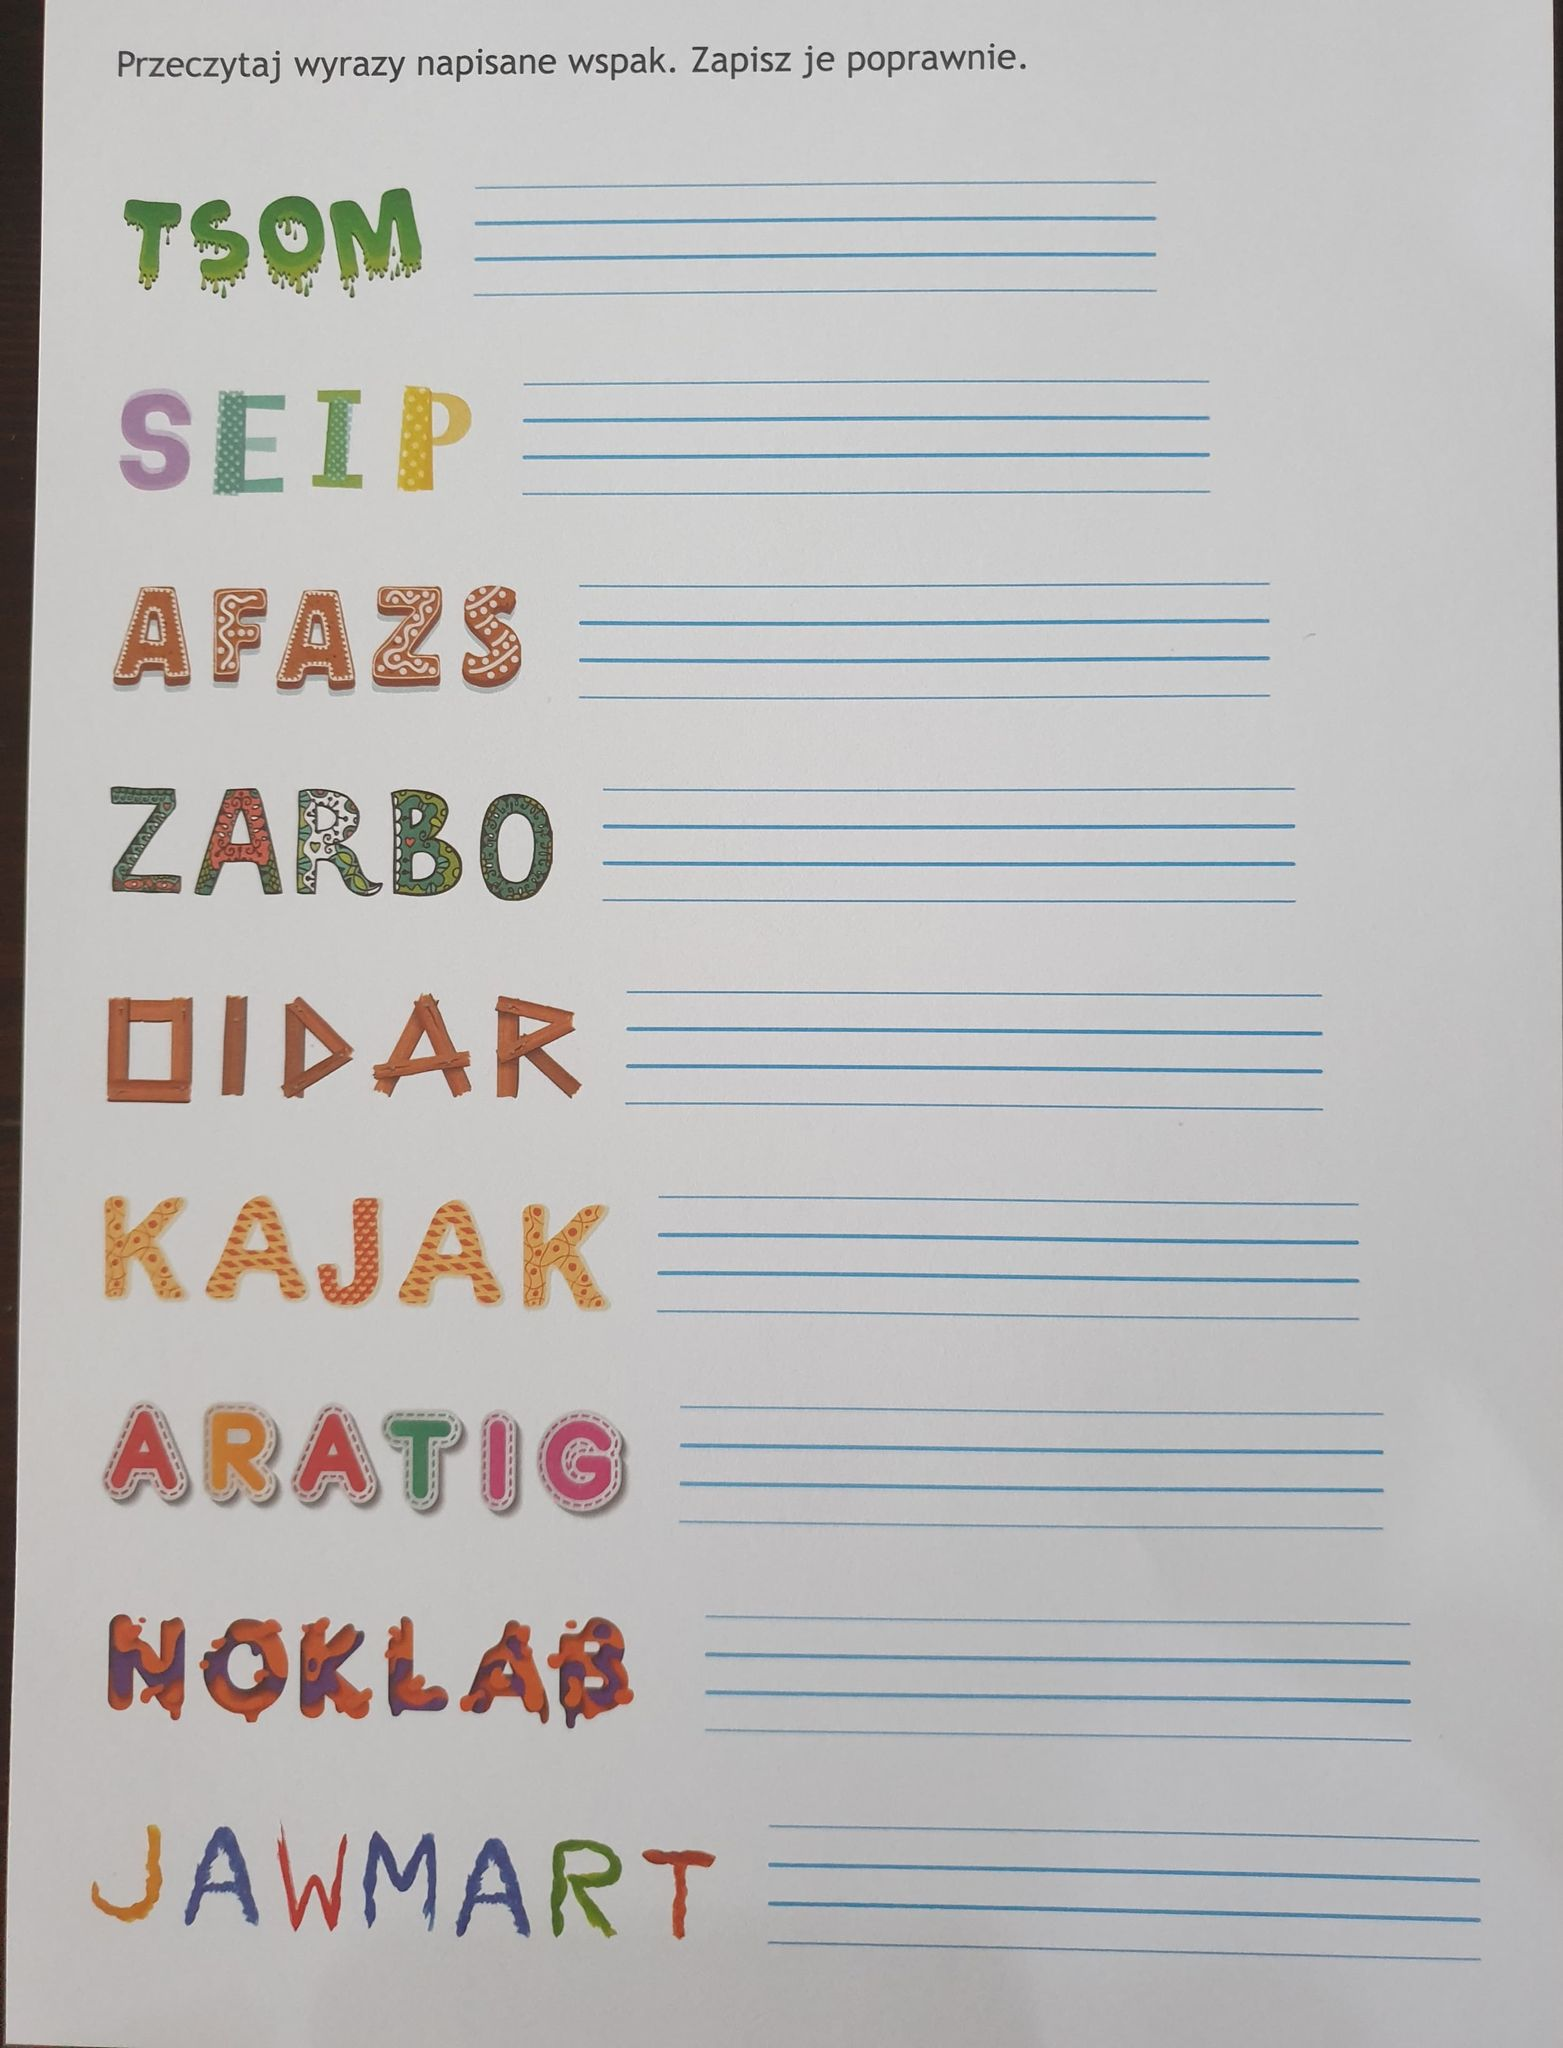 Przeczytaj wyrazy napisane wspak. Zapisz je poprawnie.
TSOM
SEIP
AFAZS
ZARBO
OIDAR
KAJAK
ARATIG
NOKLAB
JAWMART